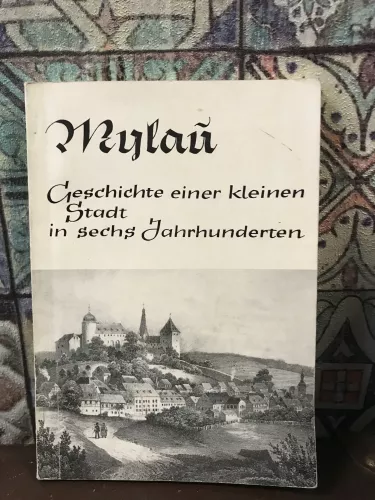 Mylau
Geschichte einer kleinen
Stadt
in sechs Jahrhunderten